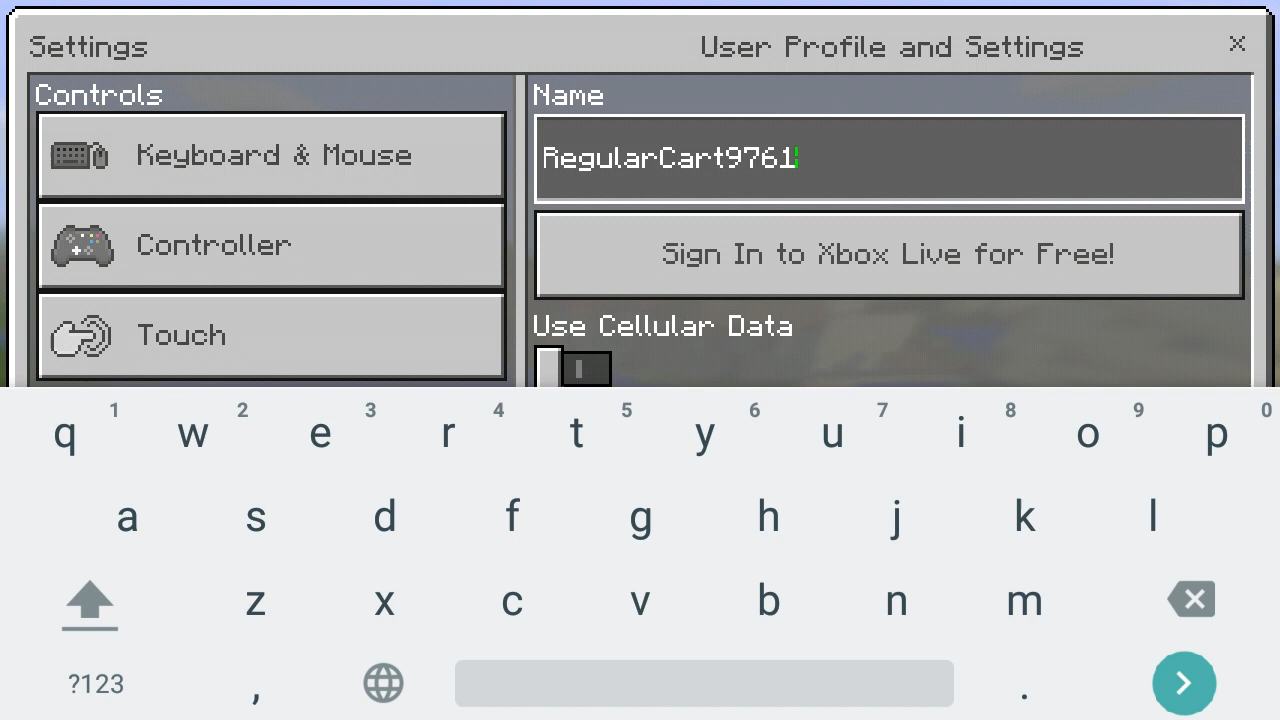 Settings
User Profile and Settings
Controls
Name
Keyboard & Mouse
RegularCart9761
Controller
Sign In to Xbox Live for Free!
Touch
Use Cellular Data
1 2 3 4 5 6 7 8 9 0
q w e r t y u i o p
a s d f g h j k l
z x c v b n m
?123 , .